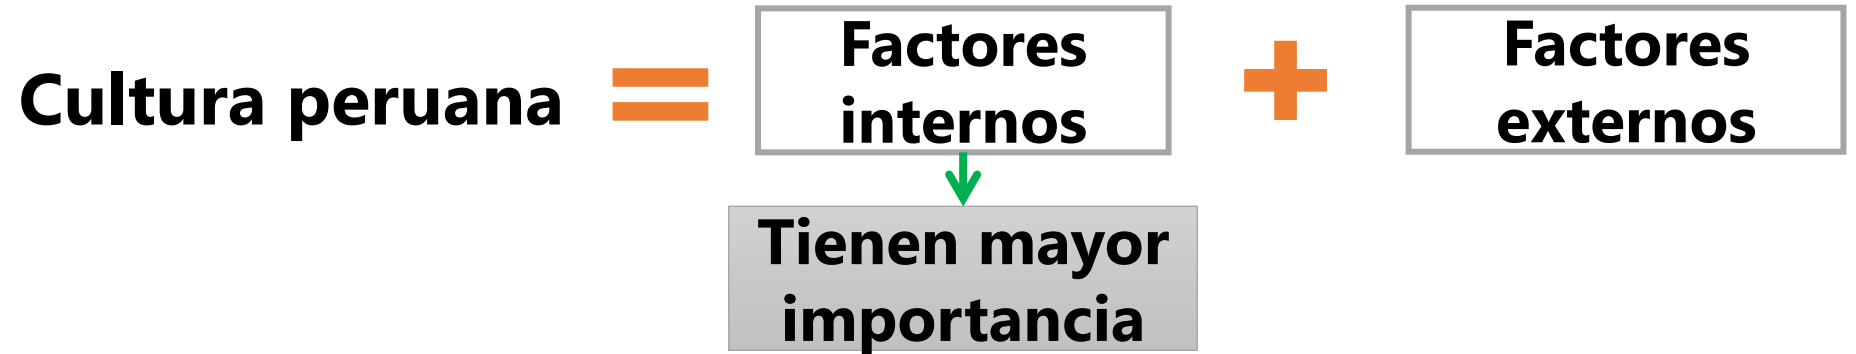 Cultura peruana
=
Factores
internos
+
Factores
externos
Tienen mayor
importancia